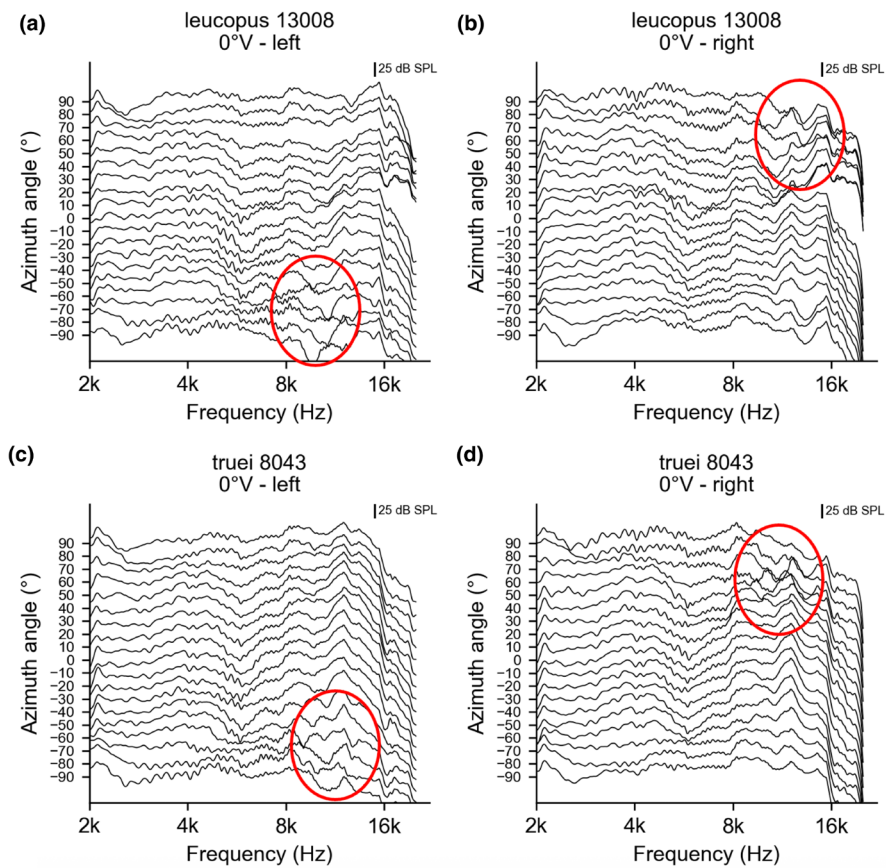 (a)
leucopus 13008
0°V - left
25 dB SPL
Azimuth angle (°)
90
80
70
60
50
40
30
20
10
0
−10
−20
−30
−40
−50
−60
−70
−80
−90
2k 4k 8k 16k
Frequency (Hz)
(b)
leucopus 13008
0°V - right
25 dB SPL
Azimuth angle (°)
90
80
70
60
50
40
30
20
10
0
−10
−20
−30
−40
−50
−60
−70
−80
−90
2k 4k 8k 16k
Frequency (Hz)
(c)
truei 8043
0°V - left
25 dB SPL
Azimuth angle (°)
90
80
70
60
50
40
30
20
10
0
−10
−20
−30
−40
−50
−60
−70
−80
−90
2k 4k 8k 16k
Frequency (Hz)
(d)
truei 8043
0°V - right
25 dB SPL
Azimuth angle (°)
90
80
70
60
50
40
30
20
10
0
−10
−20
−30
−40
−50
−60
−70
−80
−90
2k 4k 8k 16k
Frequency (Hz)